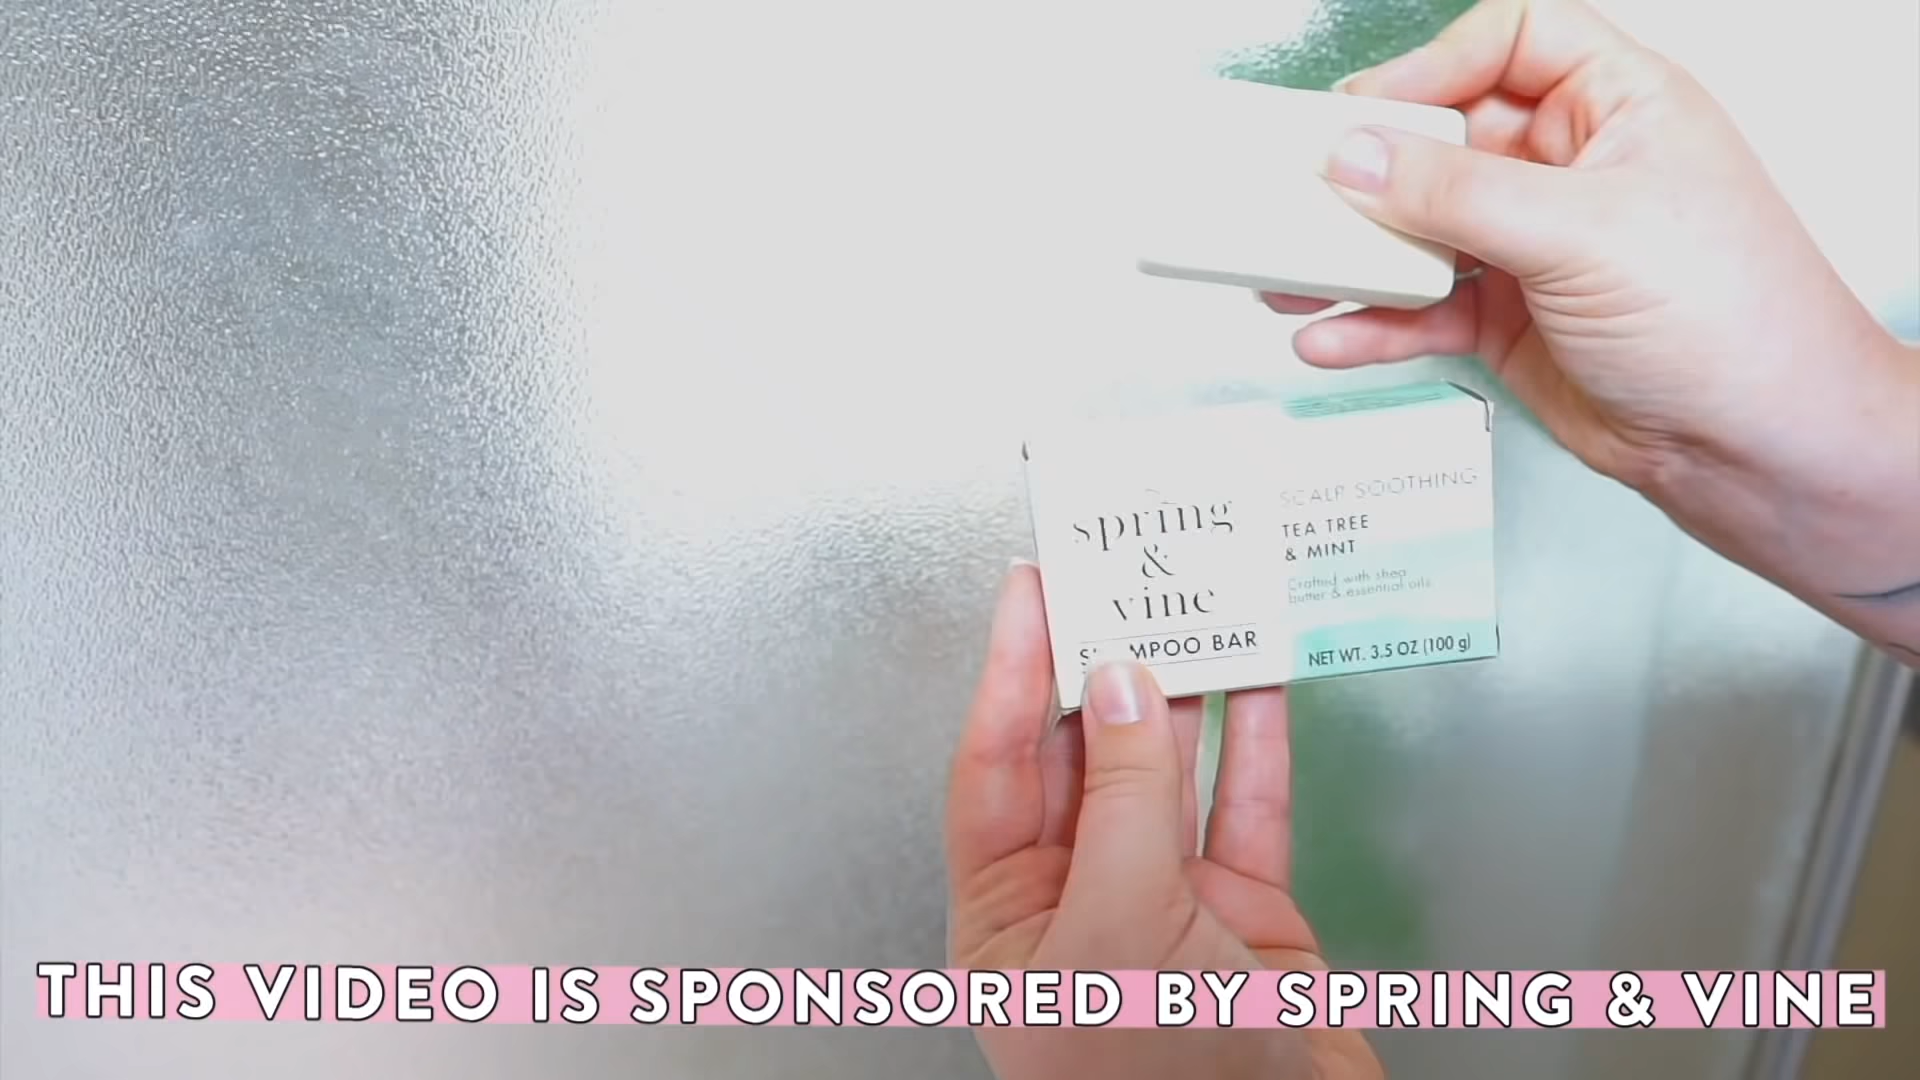 spring
&
vine
SHAMPOO BAR
SCALP SOOTHING
TEA TREE
& MINT
Crafted with shea
butter & essential oils
NET WT. 3.5 OZ (100 g)
THIS VIDEO IS SPONSORED BY SPRING & VINE